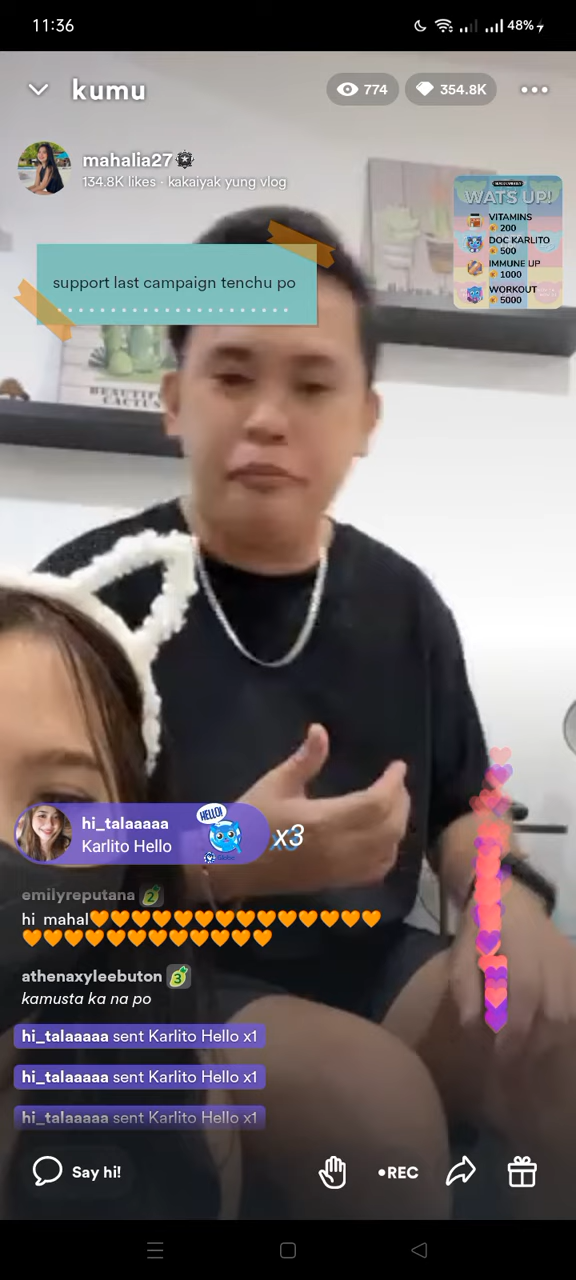 11:36
48%
kumu
774
354.8K
mahalia27
134.8K likes · kakaiyak yung vlog
WATS UP!
VITAMINS
200
DOC KARLITO
500
IMMUNE UP
1000
WORKOUT
5000
support last campaign tenchu po
BEAUTIFUL
CACTUS
HELLO!
hi_talaaaaa
Karlito Hello
x3
Globe
emilyreputana 2
hi mahal🧡🧡🧡🧡🧡🧡🧡🧡🧡🧡🧡🧡🧡🧡
🧡🧡🧡🧡🧡🧡🧡🧡🧡🧡🧡🧡
athenaxyleebuton 3
kamusta ka na po
hi_talaaaaa sent Karlito Hello x1
hi_talaaaaa sent Karlito Hello x1
hi_talaaaaa sent Karlito Hello x1
Say hi!
•REC